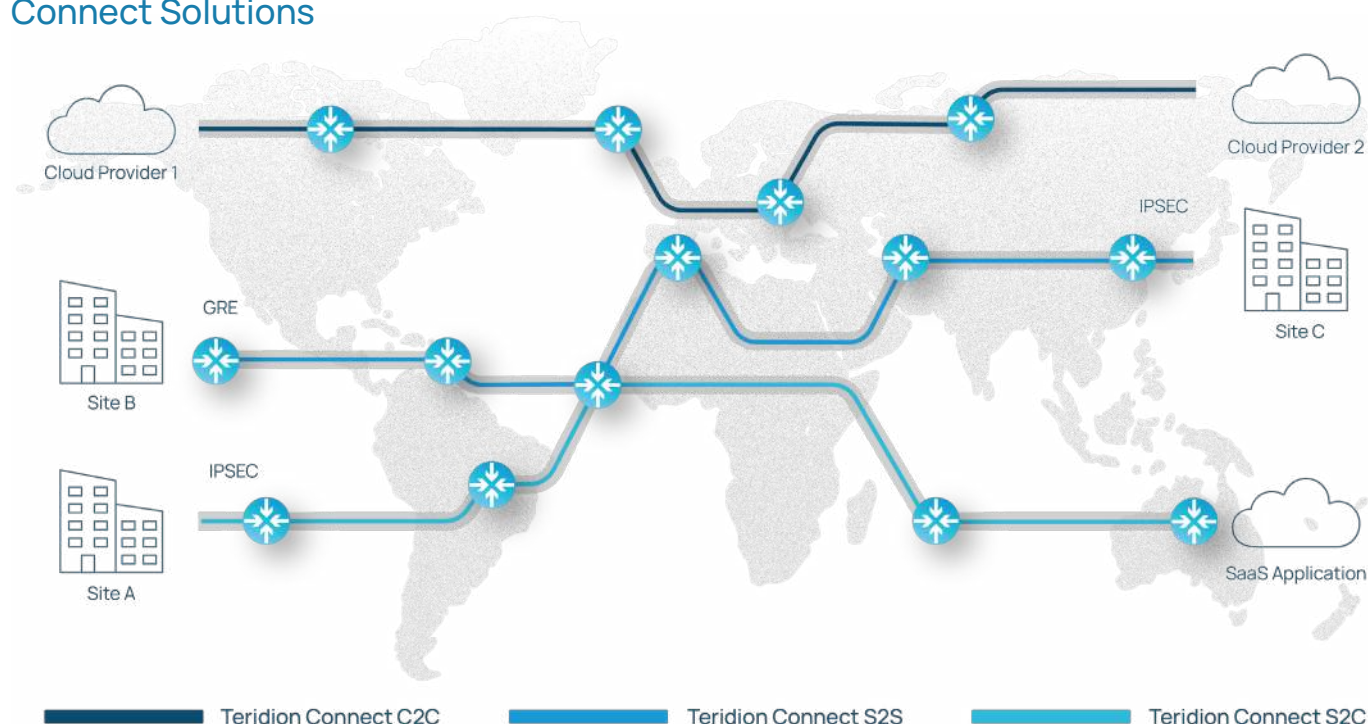 Connect Solutions
Cloud Provider 1
Cloud Provider 2
IPSEC
GRE
Site C
Site B
IPSEC
SaaS Application
Site A
Teridion Connect C2C
Teridion Connect S2S
Teridion Connect S2C